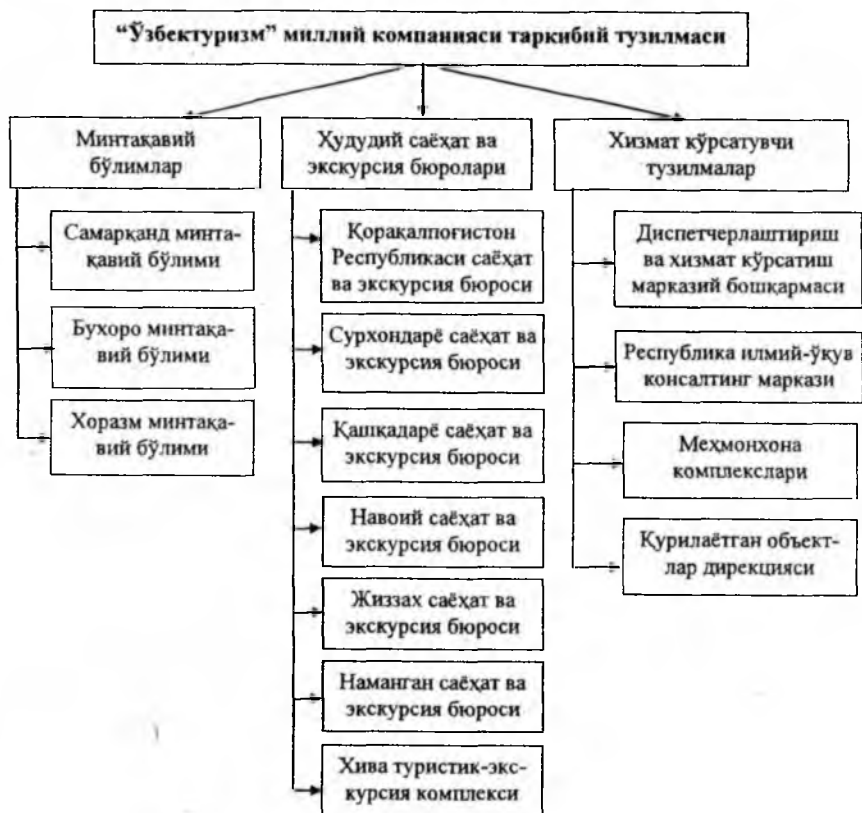 “Ўзбектуризм” миллий компанияси таркибий тузилмаси
Минтақавий
бўлимлар
Самарқанд минта-
қавий бўлими
Бухоро минтақа-
вий бўлими
Хоразм минтақа-
вий бўлими
Ҳудудий саёҳат ва
экскурсия бюролари
Қорақалпоғистон
Республикаси саёҳат
ва экскурсия бюроси
Сурхондарё саёҳат ва
экскурсия бюроси
Қашқадарё саёҳат ва
экскурсия бюроси
Навоий саёҳат ва
экскурсия бюроси
Жиззах саёҳат ва
экскурсия бюроси
Наманган саёҳат ва
экскурсия бюроси
Хива туристик-экс-
курсия комплекси
Хизмат кўрсатувчи
тузилмалар
Диспетчерлаштириш
ва хизмат кўрсатиш
марказий бошқармаси
Республика илмий-ўқув
консалтинг маркази
Меҳмонхона
комплекслари
Қурилаётган объект-
лар дирекцияси